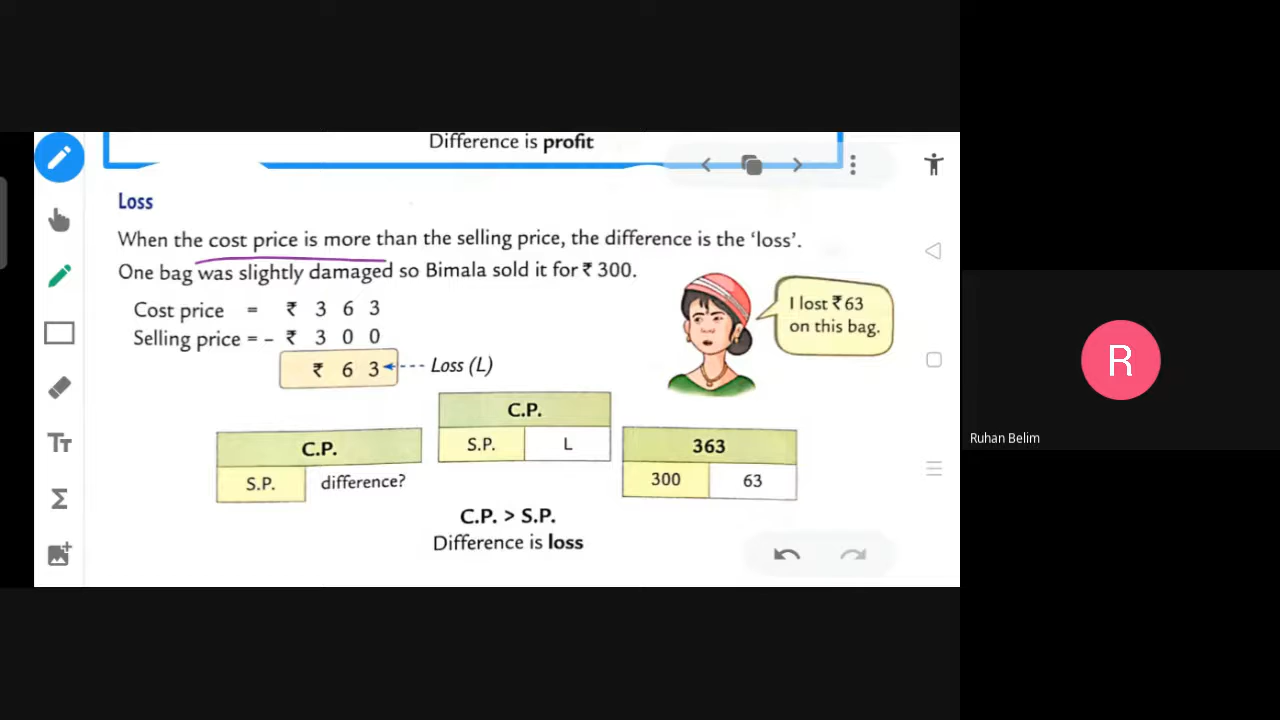 Difference is profit
Loss
When the cost price is more than the selling price, the difference is the 'loss'.
One bag was slightly damaged so Bimala sold it for ₹ 300.
I lost ₹ 63
on this bag.
Cost price = ₹ 3 6 3
Selling price = – ₹ 3 0 0
₹ 6 3 Loss (L)
C.P.
S.P. difference?
C.P.
S.P. L
363
300 63
C.P. > S.P.
Difference is loss
Tт
Σ
R
Ruhan Belim